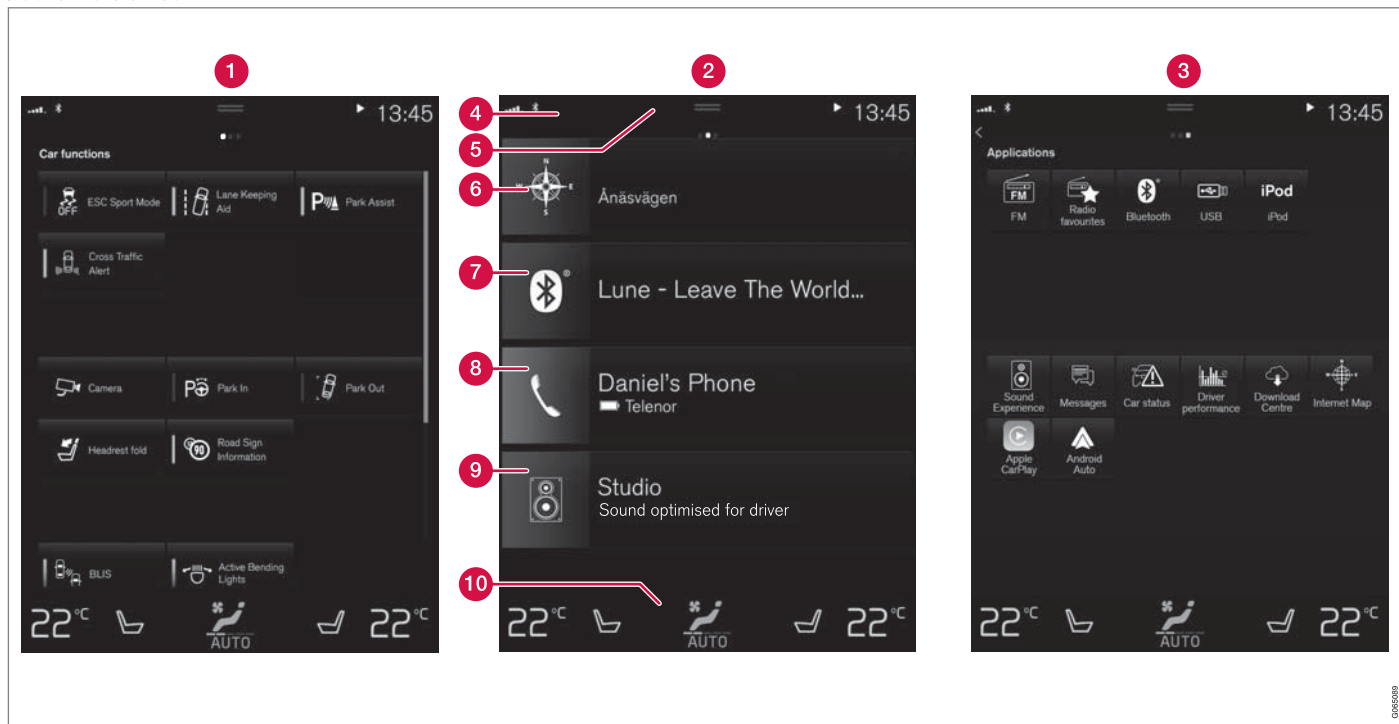 1
2
3
13:45
Car functions
OFF
ESC Sport Mode
Lane Keeping
Aid
P
Park Assist
Cross Traffic
Alert
Camera
P
Park In
Park Out
Headrest fold
90
Road Sign
Information
BLIS
Active Bending
Lights
22°C
AUTO
22°C
4
5
6
7
8
9
10
13:45
N
W
E
S
Ånäsvägen
®
Lune - Leave The World...
Daniel's Phone
Telenor
Studio
Sound optimised for driver
22°C
AUTO
22°C
13:45
Applications
FM
FM
Radio
favourites
Bluetooth
USB
iPod
iPod
Sound
Experience
Messages
Car status
Driver
performance
Download
Centre
Internet Map
Apple
CarPlay
Android
Auto
22°C
AUTO
22°C
G065089